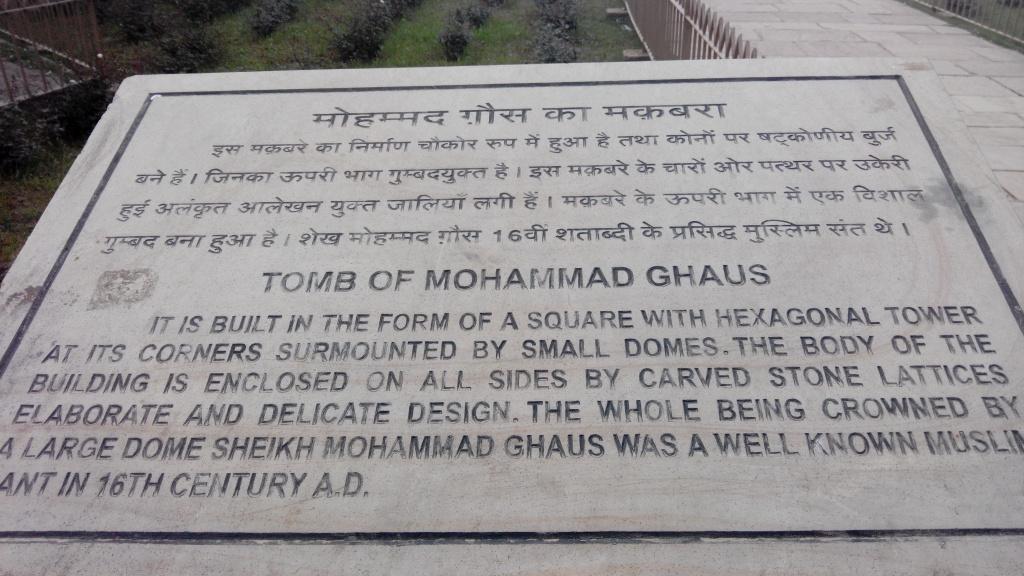 मोहम्मद ग़ौस का मक़बरा
इस मक़बरे का निर्माण चौकोर रुप में हुआ है तथा कोनों पर षट्कोणीय बुर्ज
बने हैं। जिनका ऊपरी भाग गुम्बदयुक्त है। इस मक़बरे के चारों ओर पत्थर पर उकेरी
हुई अलंकृत आलेखन युक्त जालियाँ लगी हैं। मक़बरे के ऊपरी भाग में एक विशाल
गुम्बद बना हुआ है। शेख मोहम्मद ग़ौस 16वीं शताब्दी के प्रसिद्ध मुस्लिम संत थे।
TOMB OF MOHAMMAD GHAUS
IT IS BUILT IN THE FORM OF A SQUARE WITH HEXAGONAL TOWER
AT ITS CORNERS SURMOUNTED BY SMALL DOMES. THE BODY OF THE
BUILDING IS ENCLOSED ON ALL SIDES BY CARVED STONE LATTICES
ELABORATE AND DELICATE DESIGN. THE WHOLE BEING CROWNED BY
A LARGE DOME SHEIKH MOHAMMAD GHAUS WAS A WELL KNOWN MUSLIM
ANT IN 16TH CENTURY A.D.